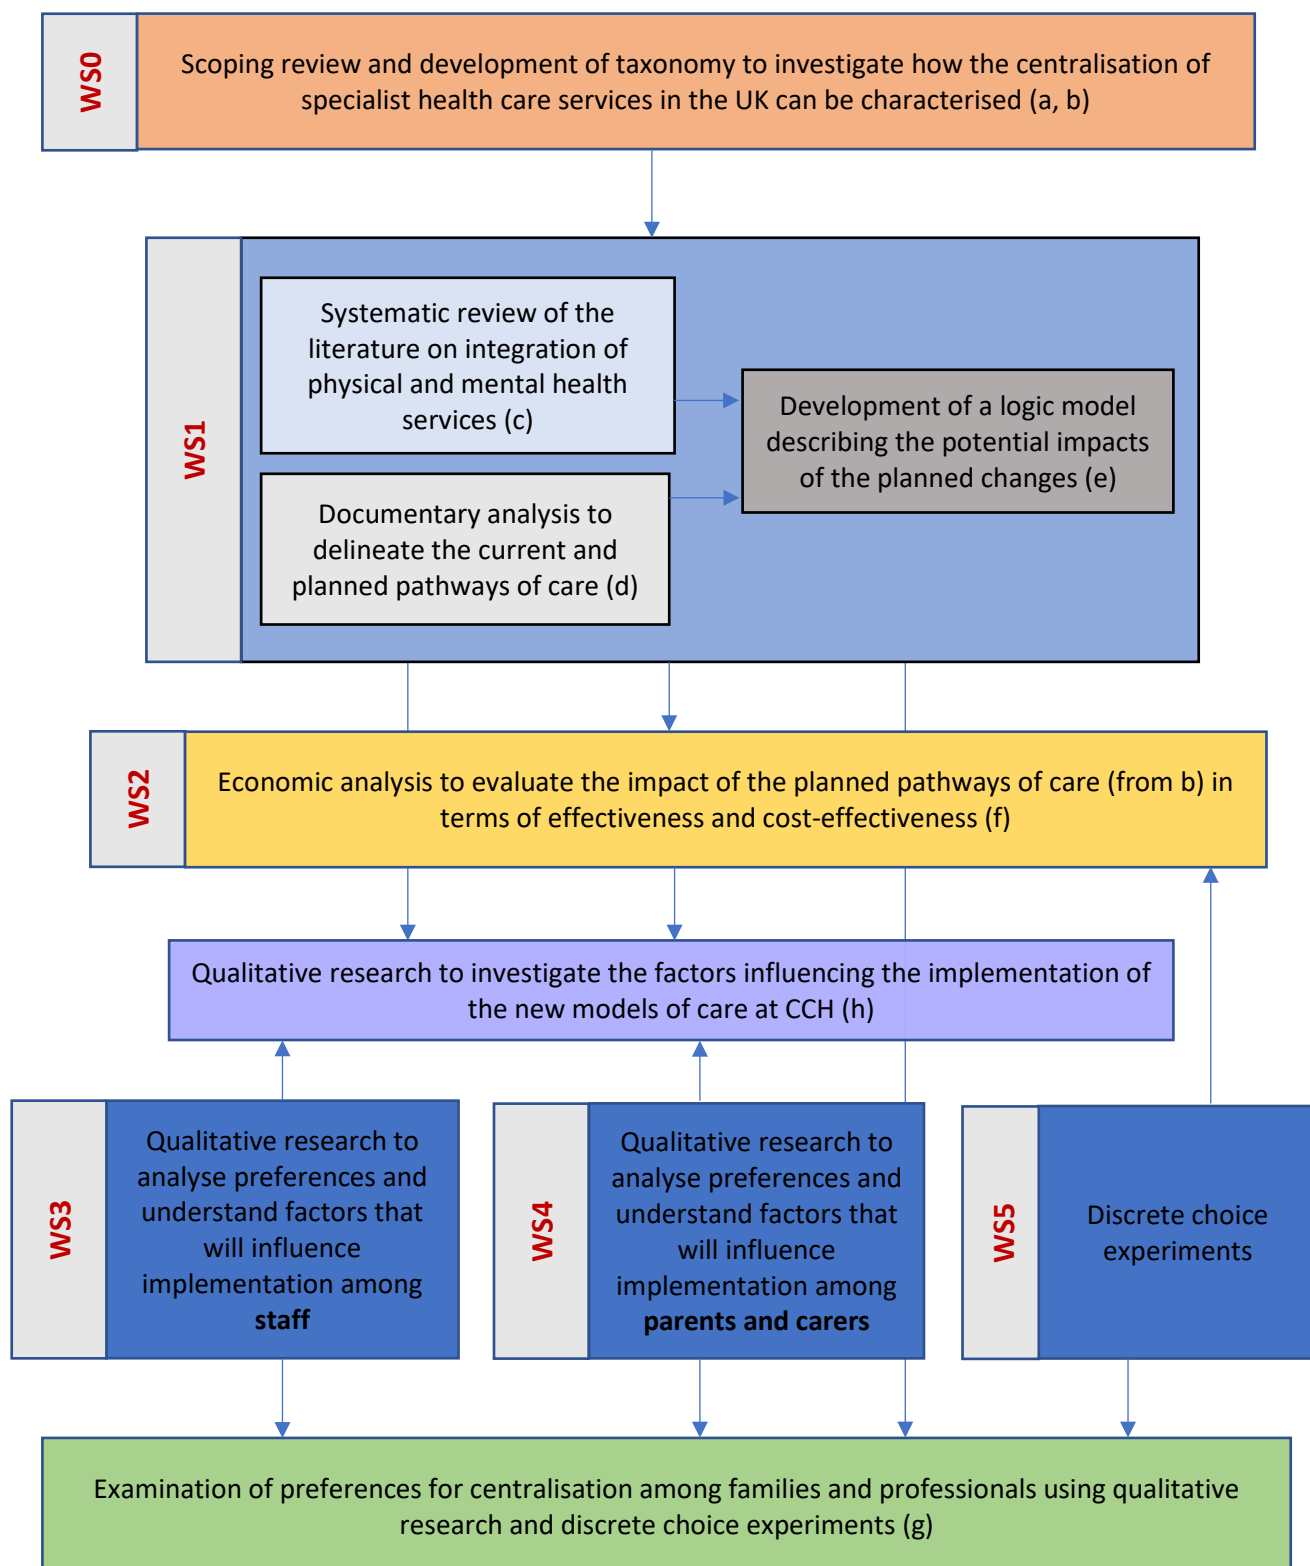 WS0
Scoping review and development of taxonomy to investigate how the centralisation of
specialist health care services in the UK can be characterised (a, b)
WS1
Systematic review of the
literature on integration of
physical and mental health
services (c)
Development of a logic model
describing the potential impacts
of the planned changes (e)
Documentary analysis to
delineate the current and
planned pathways of care (d)
WS2
Economic analysis to evaluate the impact of the planned pathways of care (from b) in
terms of effectiveness and cost-effectiveness (f)
Qualitative research to investigate the factors influencing the implementation of
the new models of care at CCH (h)
WS3
Qualitative research to
analyse preferences and
understand factors that
will influence
implementation among
staff
WS4
Qualitative research to
analyse preferences and
understand factors that
will influence
implementation among
parents and carers
WS5
Discrete choice
experiments
Examination of preferences for centralisation among families and professionals using qualitative
research and discrete choice experiments (g)